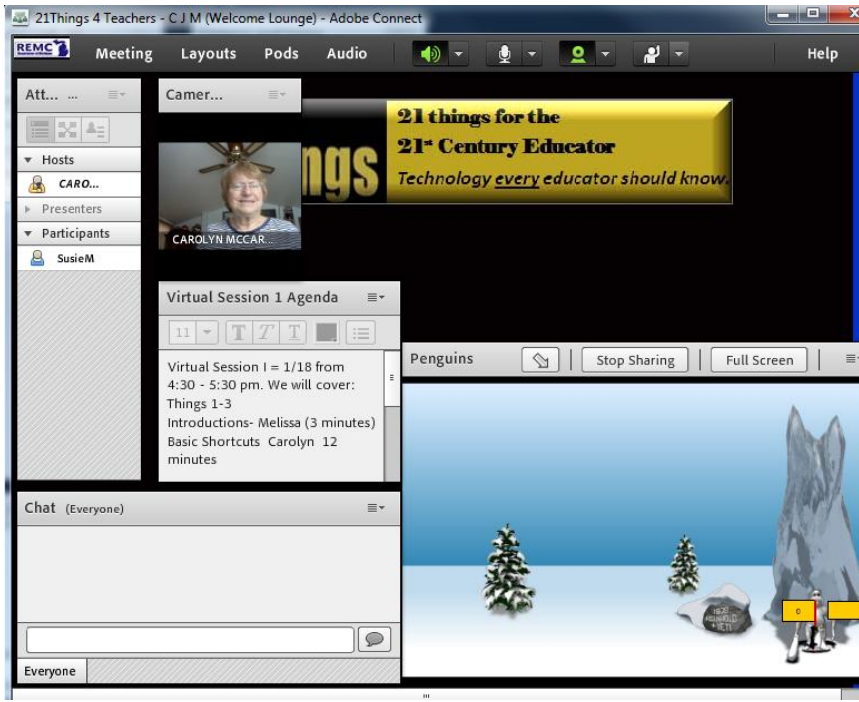 21Things 4 Teachers - C J M (Welcome Lounge) - Adobe Connect
REMC
Meeting Layouts Pods Audio Help
Att... ...
Hosts
CARO...
Presenters
Participants
SusieM
Camer...
CAROLYN MCCAR...
ngs
21 things for the
21st Century Educator
Technology every educator should know.
Virtual Session 1 Agenda
11 T T T
Virtual Session I = 1/18 from
4:30 - 5:30 pm. We will cover:
Things 1-3
Introductions- Melissa (3 minutes)
Basic Shortcuts Carolyn 12
minutes
Penguins Stop Sharing Full Screen
0
+ YETI
Chat (Everyone)
Everyone